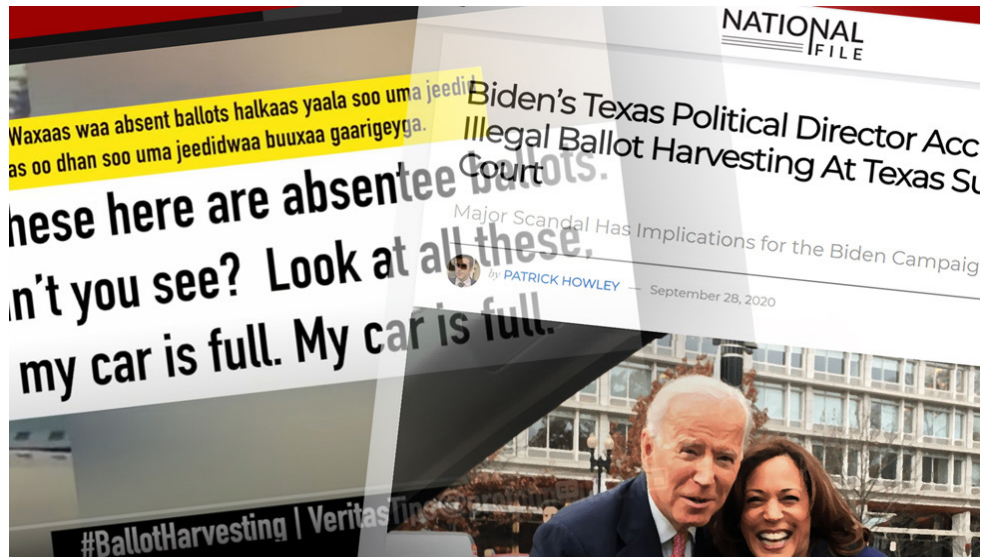 Waxaas waa absent ballots halkaas yaala soo uma jeedid
as oo dhan soo uma jeedidwaa buuxaa gaarigeyga.
hese here are absentee ballots.
n't you see? Look at all these,
my car is full. My car is full.
#BallotHarvesting | Veritas
NATIONAL
FILE
Biden's Texas Political Director Acc
Illegal Ballot Harvesting At Texas Su
Court
Major Scandal Has Implications for the Biden Campaig
by PATRICK HOWLEY — September 28, 2020